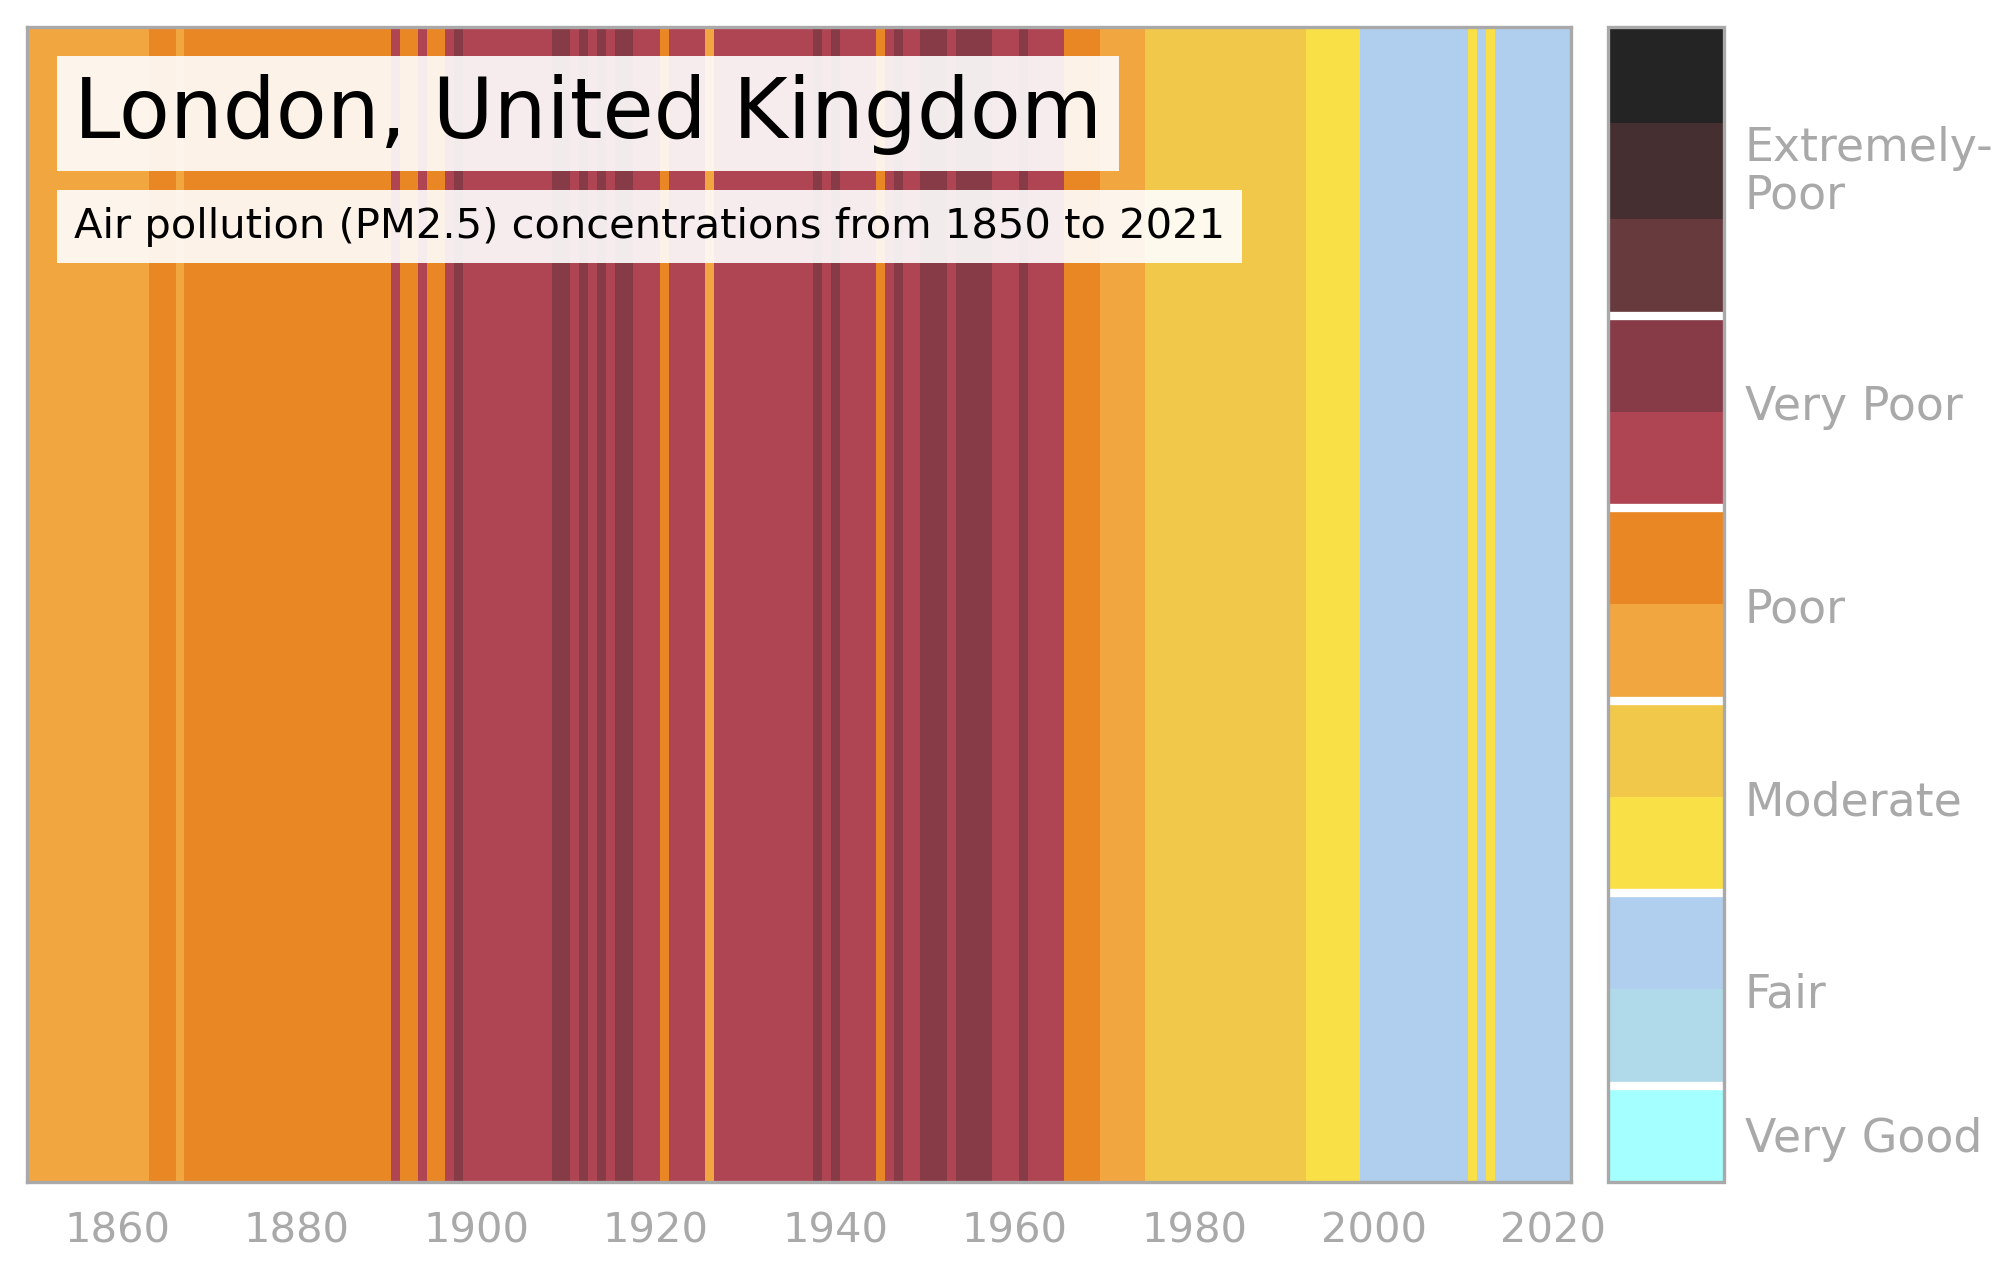 London, United Kingdom
Air pollution (PM2.5) concentrations from 1850 to 2021
Extremely-
Poor
Very Poor
Poor
Moderate
Fair
Very Good
1860 1880 1900 1920 1940 1960 1980 2000 2020